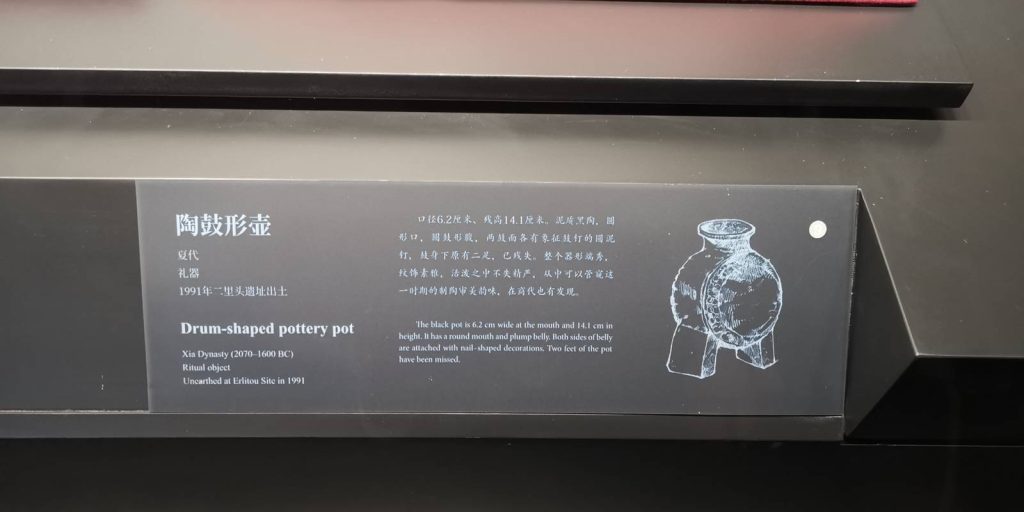 陶鼓形壶
夏代
礼器
1991年二里头遗址出土
Drum-shaped pottery pot
Xia Dynasty (2070–1600 BC)
Ritual object
Unearthed at Erlitou Site in 1991
口径6.2厘米、残高14.1厘米。泥质黑陶，圆
形口，圆鼓形腹，两鼓面各有象征鼓钉的圆泥
钉，鼓身下原有二足，已残失。整个器形端秀，
纹饰素雅，活泼之中不失精严，从中可以管窥这
一时期的制陶审美韵味，在商代也有发现。
The black pot is 6.2 cm wide at the mouth and 14.1 cm in
height. It has a round mouth and plump belly. Both sides of belly
are attached with nail-shaped decorations. Two feet of the pot
have been missed.